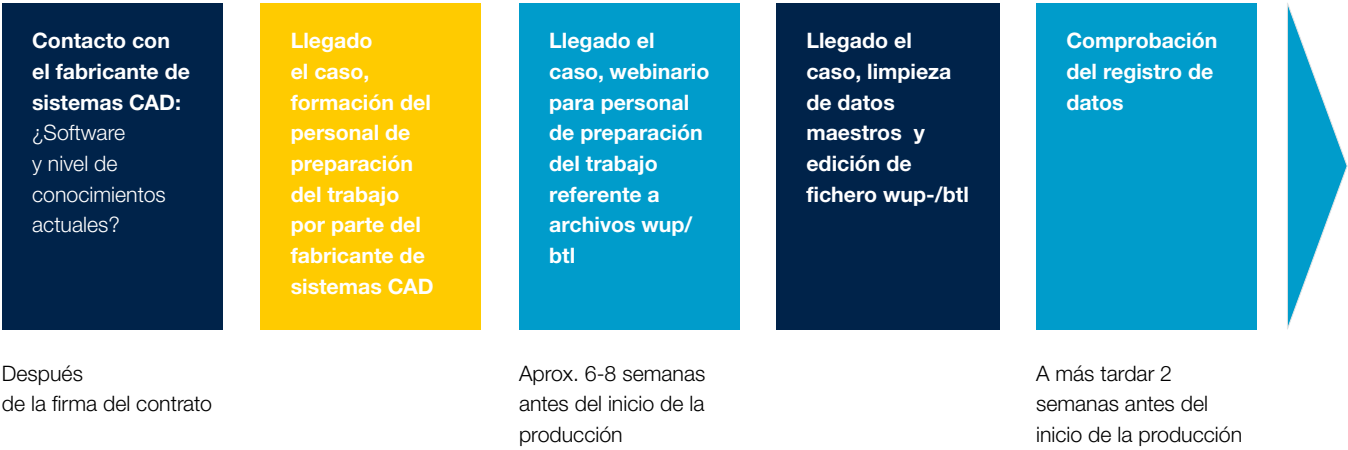 Contacto con
el fabricante de
sistemas CAD:
¿Software
y nivel de
conocimientos
actuales?
Llegado
el caso,
formación del
personal de
preparación
del trabajo
por parte del
fabricante de
sistemas CAD
Llegado el
caso, webinario
para personal
de preparación
del trabajo
referente a
archivos wup/
btl
Llegado el
caso, limpieza
de datos
maestros y
edición de
fichero wup-/btl
Comprobación
del registro de
datos
Después
de la firma del contrato
Aprox. 6-8 semanas
antes del inicio de la
producción
A más tardar 2
semanas antes del
inicio de la producción